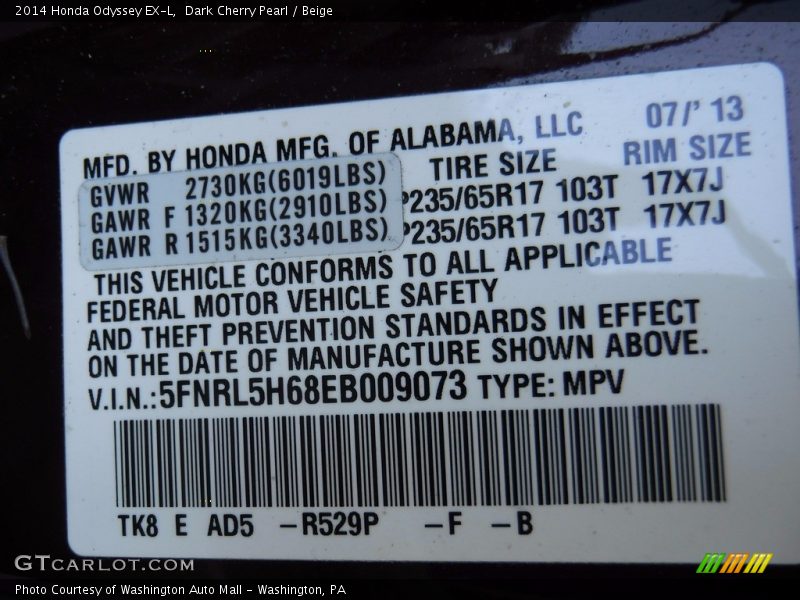 2014 Honda Odyssey EX-L, Dark Cherry Pearl / Beige
MFD. BY HONDA MFG. OF ALABAMA, LLC 07/' 13
GVWR 2730KG(6019LBS) TIRE SIZE RIM SIZE
GAWR F 1320KG(2910LBS) P235/65R17 103T 17X7J
GAWR R 1515KG(3340LBS) P235/65R17 103T 17X7J
THIS VEHICLE CONFORMS TO ALL APPLICABLE
FEDERAL MOTOR VEHICLE SAFETY
AND THEFT PREVENTION STANDARDS IN EFFECT
ON THE DATE OF MANUFACTURE SHOWN ABOVE.
V.I.N.:5FNRL5H68EB009073 TYPE: MPV
TK8 E AD5 -R529P -F -B
GTCARLOT.COM
Photo Courtesy of Washington Auto Mall - Washington, PA